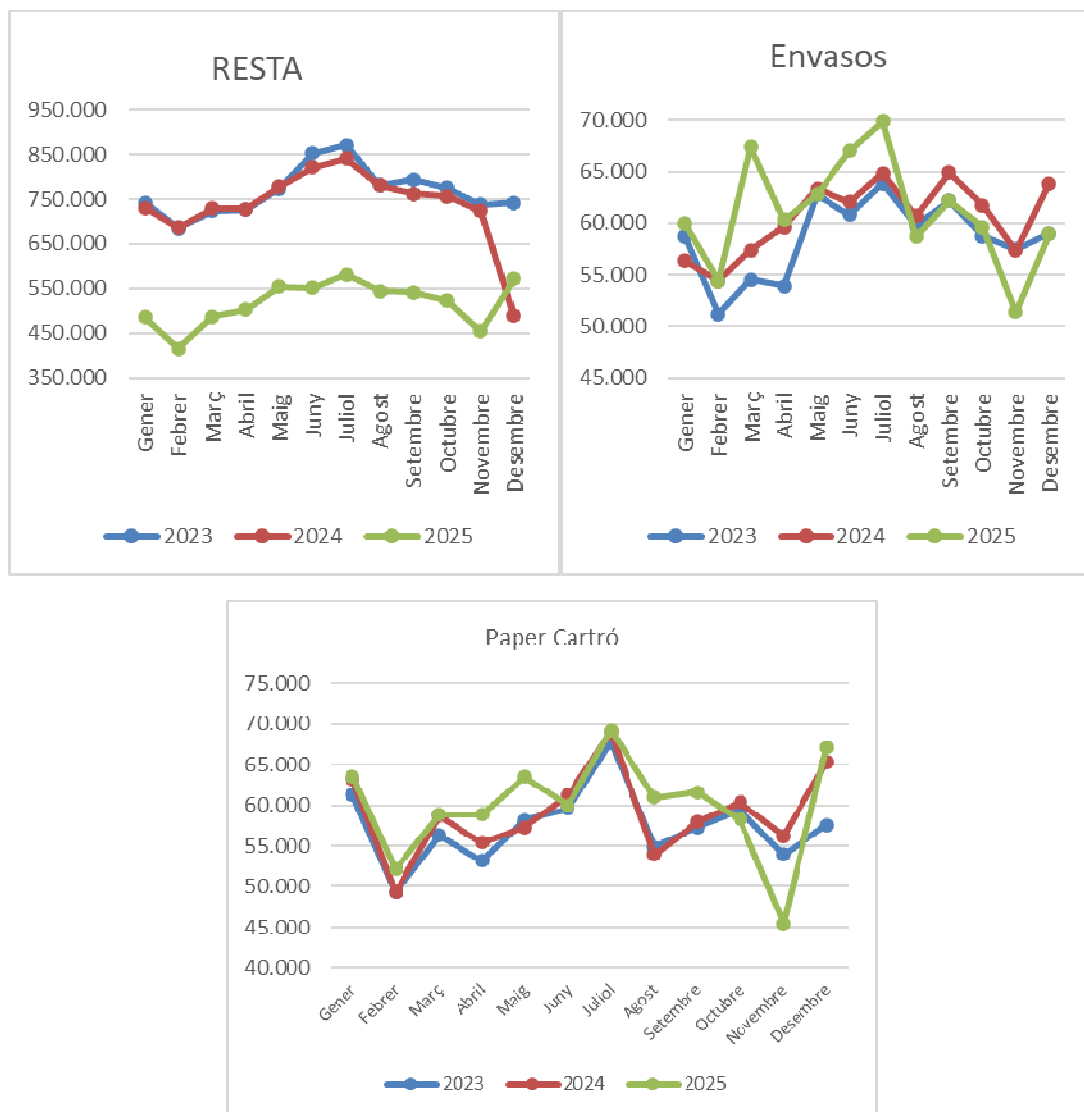 RESTA
950.000
850.000
750.000
650.000
550.000
450.000
350.000
Gener
Febrer
Març
Abril
Maig
Juny
Juliol
Agost
Setembre
Octubre
Novembre
Desembre
2023 2024 2025
Envasos
70.000
65.000
60.000
55.000
50.000
45.000
Gener
Febrer
Març
Abril
Maig
Juny
Juliol
Agost
Setembre
Octubre
Novembre
Desembre
2023 2024 2025
Paper Cartró
75.000
70.000
65.000
60.000
55.000
50.000
45.000
40.000
Gener
Febrer
Març
Abril
Maig
Juny
Juliol
Agost
Setembre
Octubre
Novembre
Desembre
2023 2024 2025